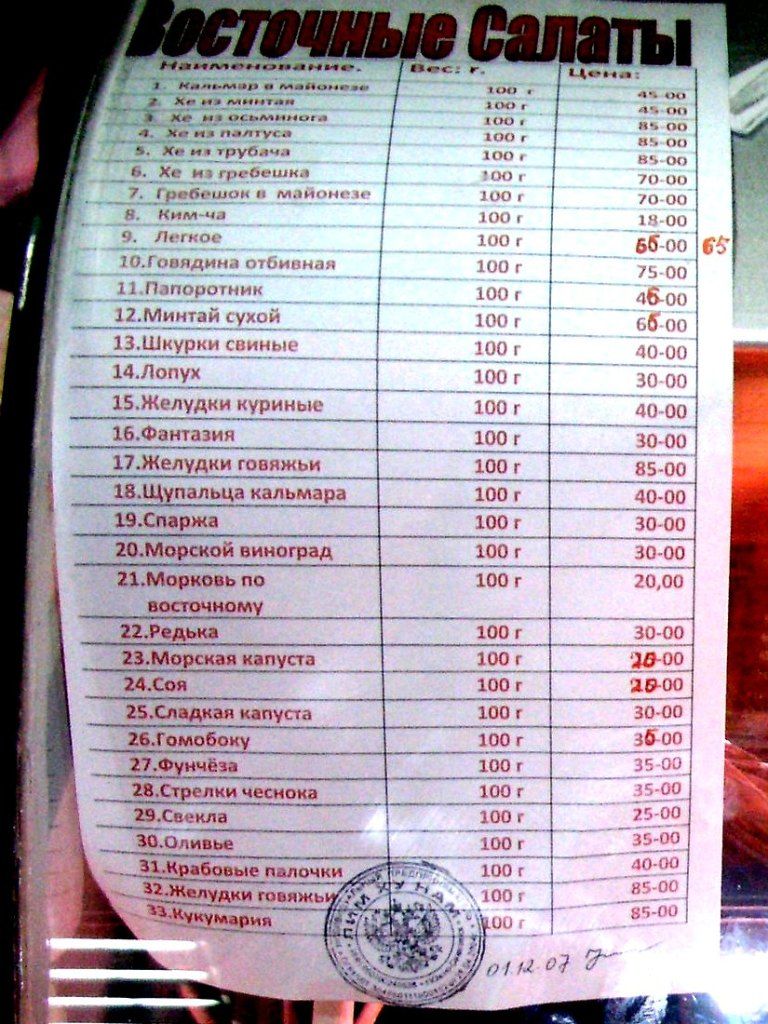 Восточные Салаты
Наименование. Вес: г. Цена:
1. Кальмар в майонезе 100 г 45-00
2. Хе из минтая 100 г 45-00
3. Хе из осьминога 100 г 85-00
4. Хе из палтуса 100 г 85-00
5. Хе из трубача 100 г 85-00
6. Хе из гребешка 100 г 70-00
7. Гребешок в майонезе 100 г 70-00
8. Ким-ча 100 г 18-00
9. Легкое 100 г 65
10.Говядина отбивная 100 г 75-00
11.Папоротник 100 г 46-00
12.Минтай сухой 100 г 65-00
13.Шкурки свиные 100 г 40-00
14.Лопух 100 г 30-00
15.Желудки куриные 100 г 40-00
16.Фантазия 100 г 30-00
17.Желудки говяжьи 100 г 85-00
18.Щупальца кальмара 100 г 40-00
19.Спаржа 100 г 30-00
20.Морской виноград 100 г 30-00
21.Морковь по 100 г 20,00
восточному
22.Редька 100 г 30-00
23.Морская капуста 100 г
24.Соя 100 г
25.Сладкая капуста 100 г 30-00
26.Гомобоку 100 г 35-00
27.Фунчёза 100 г 35-00
28.Стрелки чеснока 100 г 35-00
29.Свекла 100 г 25-00
30.Оливье 100 г 35-00
31.Крабовые палочки 100 г 40-00
32.Желудки говяжьи 100 г 85-00
33.Кукумария 100 г 85-00
ПИГИ ХУ НАМ
01.12.07